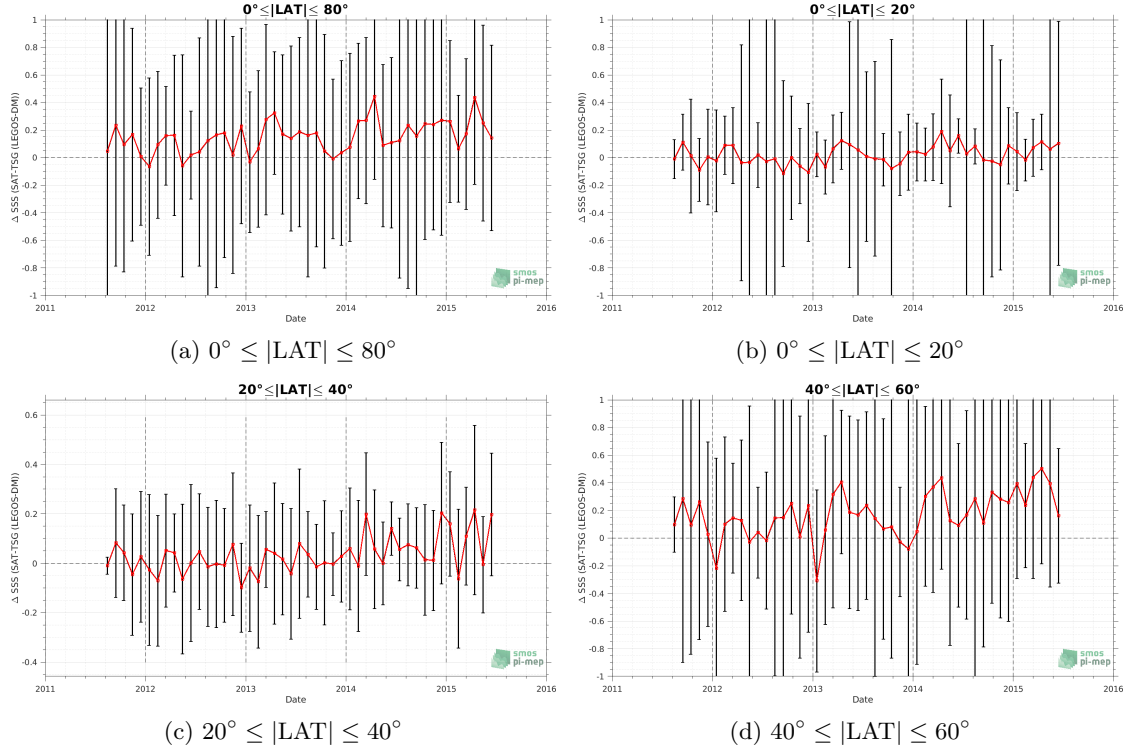 0°≤|LAT|≤ 80°
Δ SSS (SAT-TSG (LEGOS-DM))
1
0.8
0.6
0.4
0.2
0
-0.2
-0.4
-0.6
-0.8
-1
2011 2012 2013 2014 2015 2016
Date
smos
pi-mep
(a) 0° ≤ |LAT| ≤ 80°
0°≤|LAT|≤ 20°
Δ SSS (SAT-TSG (LEGOS-DM))
1
0.8
0.6
0.4
0.2
0
-0.2
-0.4
-0.6
-0.8
-1
2011 2012 2013 2014 2015 2016
Date
smos
pi-mep
(b) 0° ≤ |LAT| ≤ 20°
20°≤|LAT|≤ 40°
Δ SSS (SAT-TSG (LEGOS-DM))
0.6
0.4
0.2
0
-0.2
-0.4
2011 2012 2013 2014 2015 2016
Date
smos
pi-mep
(c) 20° ≤ |LAT| ≤ 40°
40°≤|LAT|≤ 60°
Δ SSS (SAT-TSG (LEGOS-DM))
1
0.8
0.6
0.4
0.2
0
-0.2
-0.4
-0.6
-0.8
-1
2011 2012 2013 2014 2015 2016
Date
smos
pi-mep
(d) 40° ≤ |LAT| ≤ 60°